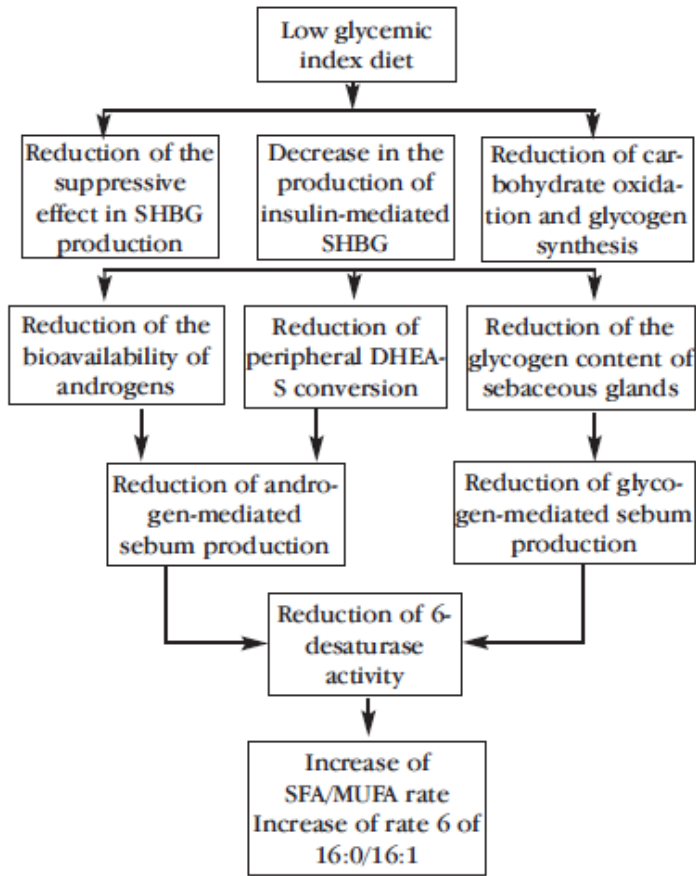 Low glycemic
index diet
Reduction of the
suppressive
effect in SHBG
production
Decrease in the
production of
insulin-mediated
SHBG
Reduction of car-
bohydrate oxida-
tion and glycogen
synthesis
Reduction of the
bioavailability of
androgens
Reduction of
peripheral DHEA-
S conversion
Reduction of the
glycogen content of
sebaceous glands
Reduction of andro-
gen-mediated
sebum production
Reduction of glyco-
gen-mediated sebum
production
Reduction of 6-
desaturase
activity
Increase of
SFA/MUFA rate
Increase of rate 6 of
16:0/16:1